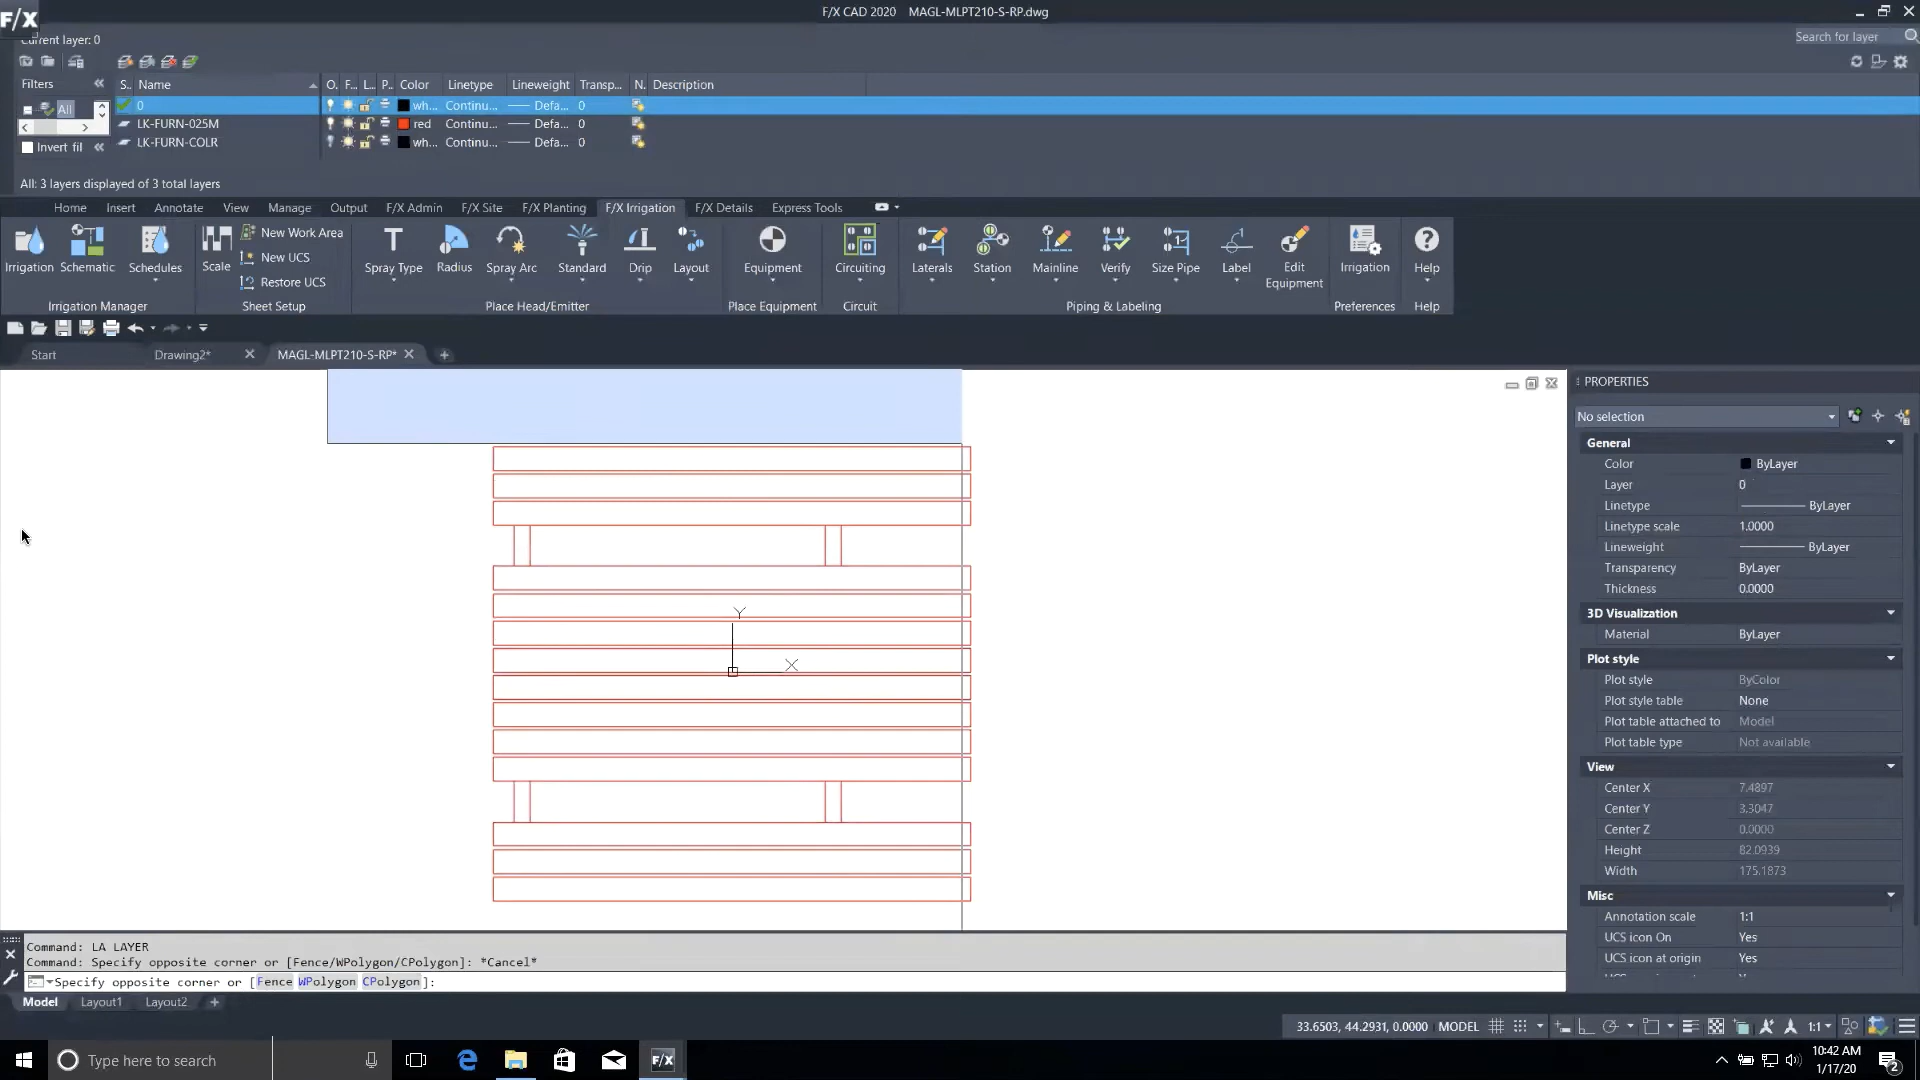 F/X CAD 2020 MAGL-MLPT210-S-RP.dwg
F/X
Current layer: 0
Search for layer
Filters
S.. Name O. F.. L.. P.. Color Linetype Lineweight Transp... N. Description
All 0 wh... Continu... Defa... 0
LK-FURN-025M red Continu... Defa... 0
Invert fil LK-FURN-COLR wh... Continu... Defa... 0
All: 3 layers displayed of 3 total layers
Home Insert Annotate View Manage Output F/X Admin F/X Site F/X Planting F/X Irrigation F/X Details Express Tools
New Work Area
New UCS
Restore UCS
Irrigation Schematic Schedules Scale Spray Type Radius Spray Arc Standard Drip Layout Equipment Circuiting Laterals Station Mainline Verify Size Pipe Label Edit Equipment Irrigation Help
Irrigation Manager Sheet Setup Place Head/Emitter Place Equipment Circuit Piping & Labeling Preferences Help
Start Drawing2* MAGL-MLPT210-S-RP*
PROPERTIES
No selection
General
Color ByLayer
Layer 0
Linetype ByLayer
Linetype scale 1.0000
Lineweight ByLayer
Transparency ByLayer
Thickness 0.0000
3D Visualization
Material ByLayer
Plot style
Plot style ByColor
Plot style table None
Plot table attached to Model
Plot table type Not available
View
Center X 7.4897
Center Y 3.3047
Center Z 0.0000
Height 82.0939
Width 175.1873
Misc
Annotation scale 1:1
UCS icon On Yes
UCS icon at origin Yes
Y
X
Command: LA LAYER
Command: Specify opposite corner or [Fence/WPolygon/CPolygon]: *Cancel*
Specify opposite corner or [Fence WPolygon CPolygon]:
Model Layout1 Layout2
33.6503, 44.2931, 0.0000 MODEL 1:1
Type here to search
F/X
10:42 AM
1/17/20
2